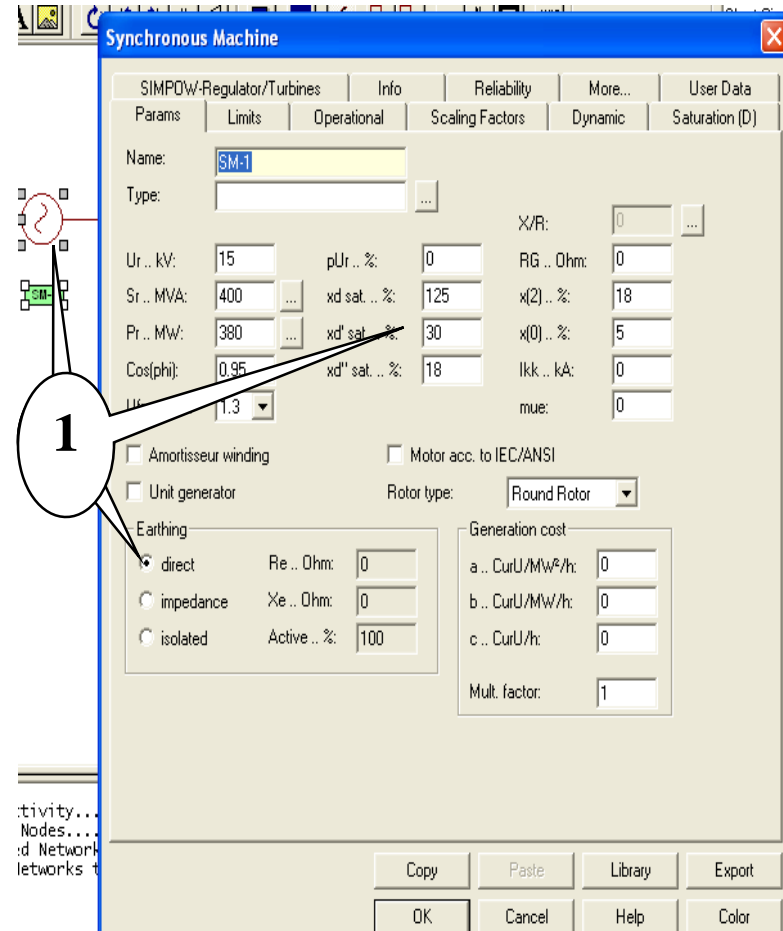 Synchronous Machine
SIMPOW-Regulator/Turbines Info Reliability More... User Data
Params Limits Operational Scaling Factors Dynamic Saturation (D)
Name: SM-1
Type: ...
X/R: 0 ...
Ur .. kV: 15 pUr .. %: 0 RG .. Ohm: 0
Sr .. MVA: 400 ... xd sat. .. %: 125 x(2) .. %: 18
Pr .. MW: 380 ... xd' sat. .. %: 30 x(0) .. %: 5
Cos(phi): 0.95 xd'' sat. .. %: 18 Ikk .. kA: 0
1.3 mue: 0
1
Amortisseur winding Motor acc. to IEC/ANSI
Unit generator Rotor type: Round Rotor
Earthing Generation cost
direct Re .. Ohm: 0 a .. CurU/MW²/h: 0
impedance Xe .. Ohm: 0 b .. CurU/MW/h: 0
isolated Active .. %: 100 c .. CurU/h: 0
Mult. factor: 1
SM-
tivity...
Nodes....
d Network
etworks t
Copy Paste Library Export
OK Cancel Help Color